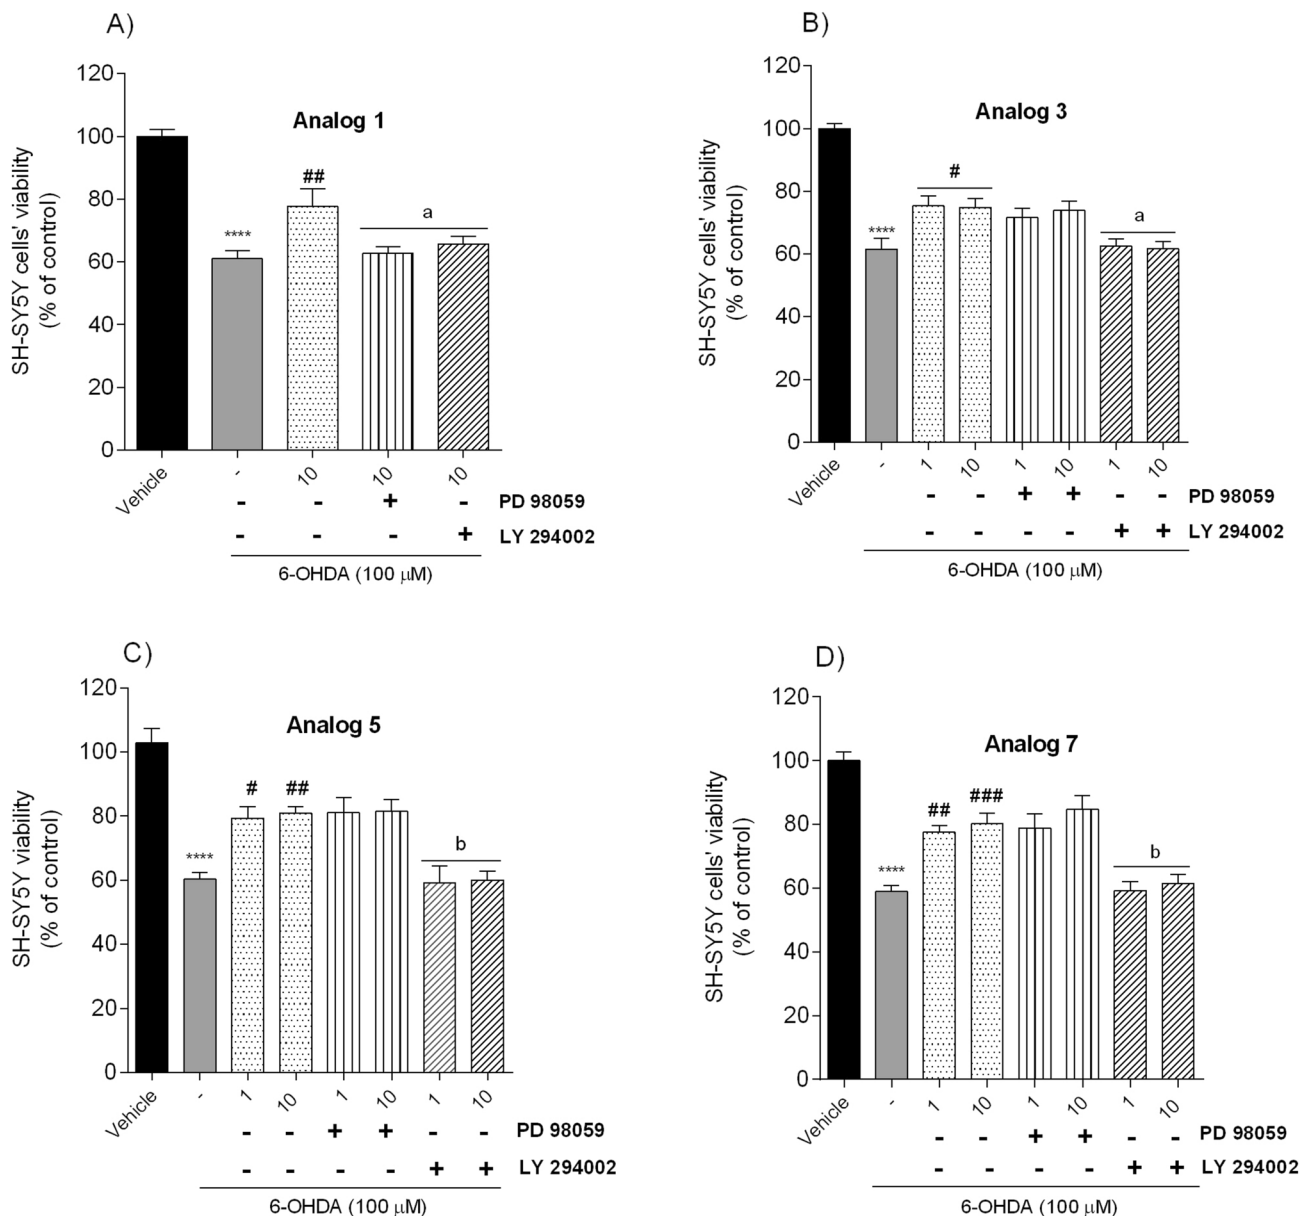 A)
Analog 1
SH-SY5Y cells' viability
(% of control)
120
100
80
60
40
20
0
****
##
a
Vehicle
-
10
10
10
- - + - PD 98059
- - - + LY 294002
6-OHDA (100 μM)
B)
Analog 3
SH-SY5Y cells' viability
(% of control)
120
100
80
60
40
20
0
****
#
a
Vehicle
-
1
10
1
10
1
10
- - + + - - PD 98059
- - - - + + LY 294002
6-OHDA (100 μM)
C)
Analog 5
SH-SY5Y cells' viability
(% of control)
120
100
80
60
40
20
0
****
#
##
b
Vehicle
-
1
10
1
10
1
10
- - + + - - PD 98059
- - - - + + LY 294002
6-OHDA (100 μM)
D)
Analog 7
SH-SY5Y cells' viability
(% of control)
120
100
80
60
40
20
0
****
##
###
b
Vehicle
-
1
10
1
10
1
10
- - + + - - PD 98059
- - - - + + LY 294002
6-OHDA (100 μM)